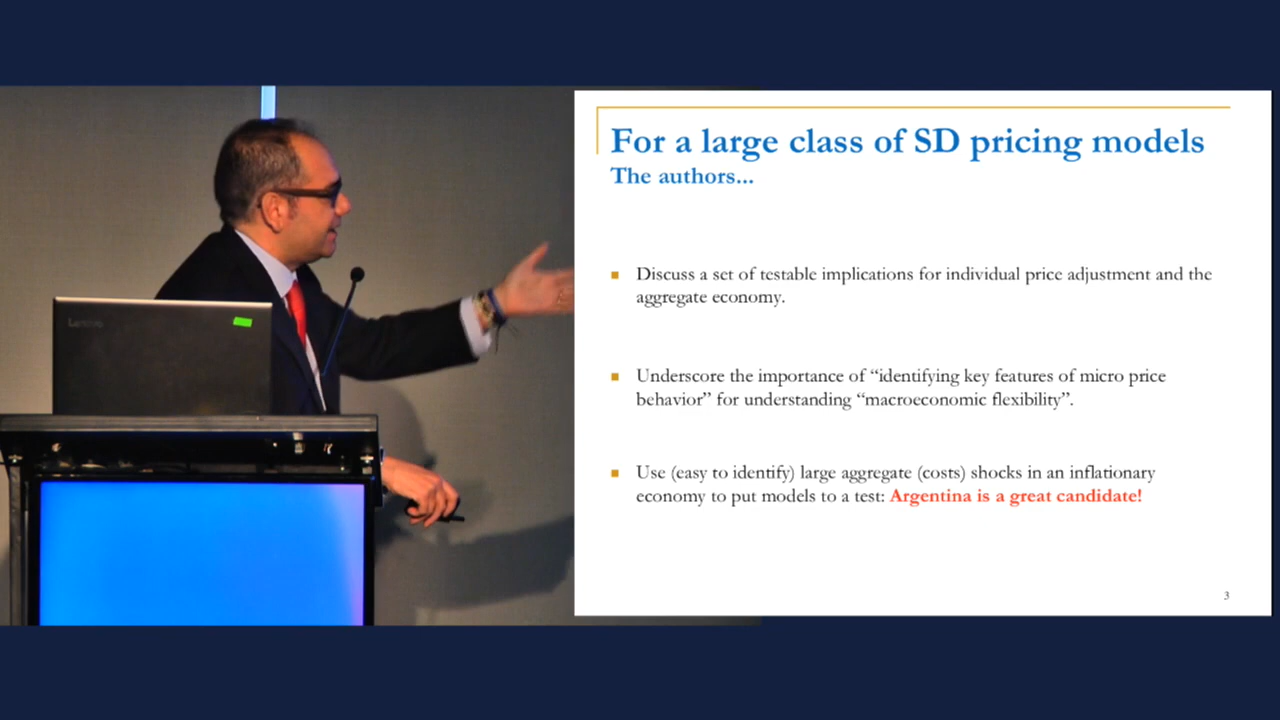 Lenovo
For a large class of SD pricing models
The authors...
Discuss a set of testable implications for individual price adjustment and the
aggregate economy.
Underscore the importance of “identifying key features of micro price
behavior” for understanding “macroeconomic flexibility”.
Use (easy to identify) large aggregate (costs) shocks in an inflationary
economy to put models to a test: Argentina is a great candidate!
3